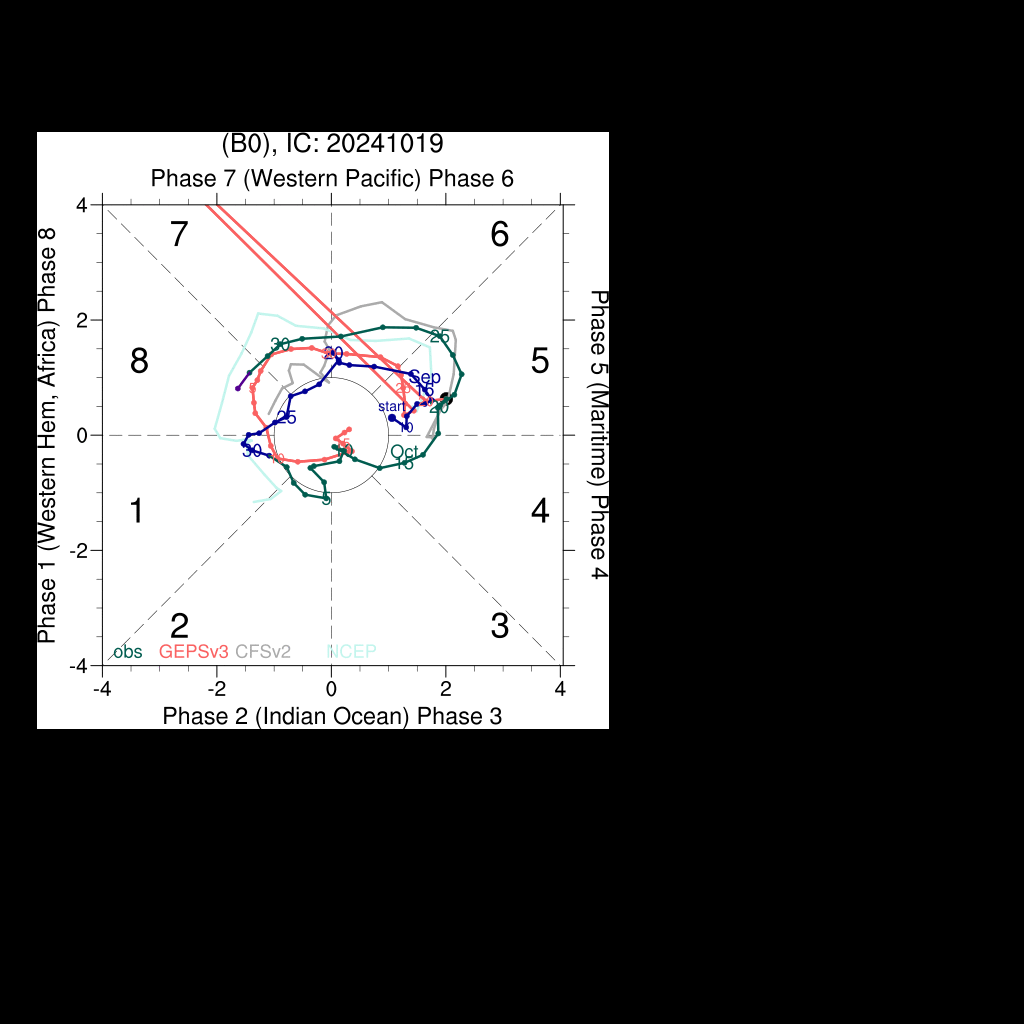 (B0), IC: 20241019
Phase 7 (Western Pacific) Phase 6
Phase 1 (Western Hem, Africa) Phase 8
Phase 5 (Maritime) Phase 4
4
2
0
-2
-4
7
6
8
5
1
4
2
3
30
20
25
Sep
15
start
10
20
25
30
Oct
15
5
obs
GEPSv3
CFSv2
NCEP
-4
-2
0
2
4
Phase 2 (Indian Ocean) Phase 3